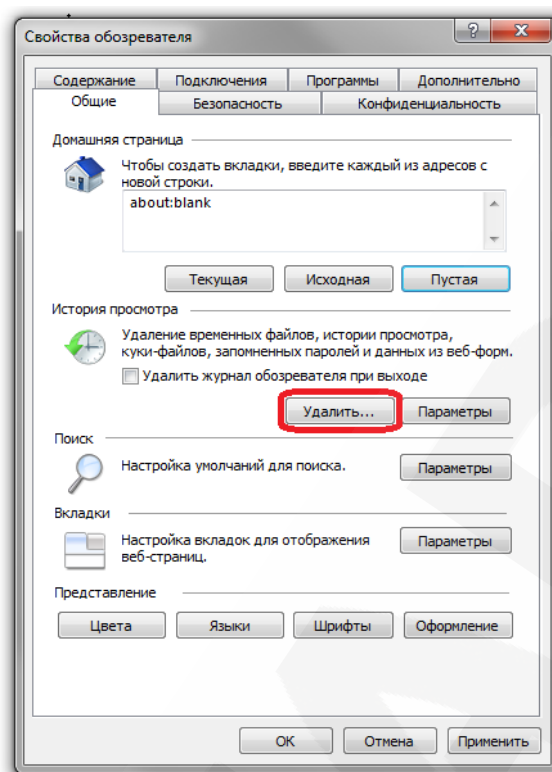 Свойства обозревателя
Содержание Подключения Программы Дополнительно
Общие Безопасность Конфиденциальность
Домашняя страница
Чтобы создать вкладки, введите каждый из адресов с
новой строки.
about:blank
Текущая Исходная Пустая
История просмотра
Удаление временных файлов, истории просмотра,
куки-файлов, запомненных паролей и данных из веб-форм.
Удалить журнал обозревателя при выходе
Удалить... Параметры
Поиск
Настройка умолчаний для поиска. Параметры
Вкладки
Настройка вкладок для отображения Параметры
веб-страниц.
Представление
Цвета Языки Шрифты Оформление
ОК Отмена Применить